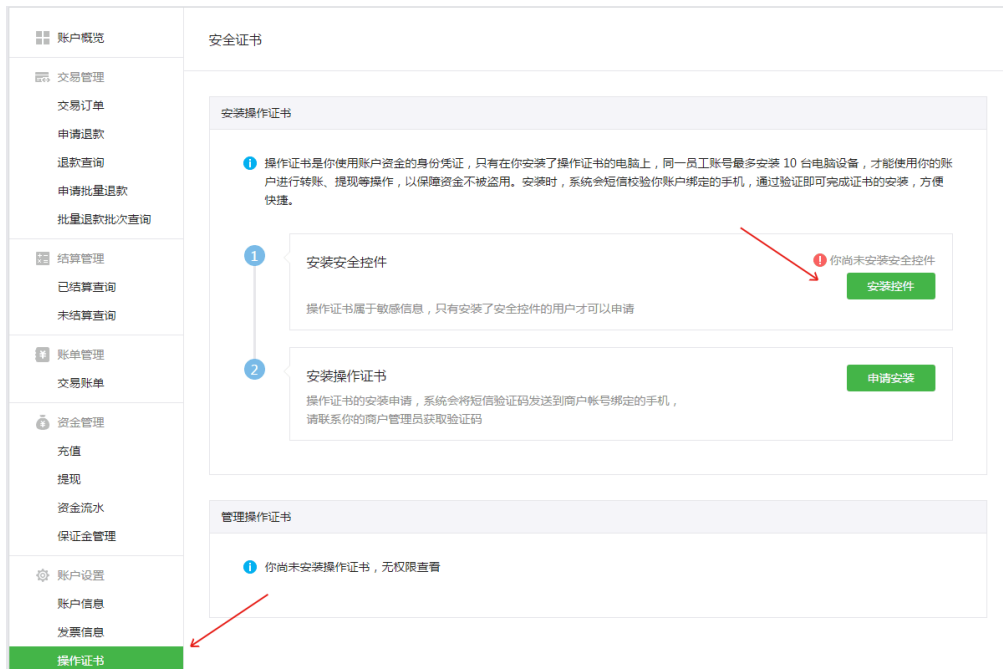 账户概览
交易管理
交易订单
申请退款
退款查询
申请批量退款
批量退款批次查询
结算管理
已结算查询
未结算查询
账单管理
交易账单
资金管理
充值
提现
资金流水
保证金管理
账户设置
账户信息
发票信息
操作证书
安全证书
安装操作证书
操作证书是你使用账户资金的身份凭证，只有在你安装了操作证书的电脑上，同一员工账号最多安装 10 台电脑设备，才能使用你的账
户进行转账、提现等操作，以保障资金不被盗用。安装时，系统会短信校验你账户绑定的手机，通过验证即可完成证书的安装，方便
快捷。
1
安装安全控件
你尚未安装安全控件
安装控件
操作证书属于敏感信息，只有安装了安全控件的用户才可以申请
2
安装操作证书
申请安装
操作证书的安装申请，系统会将短信验证码发送到商户帐号绑定的手机，
请联系你的商户管理员获取验证码
管理操作证书
你尚未安装操作证书，无权限查看